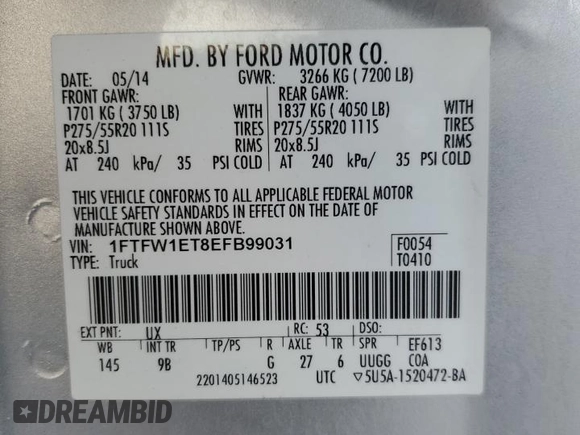 MFD. BY FORD MOTOR CO.
DATE: 05/14 GVWR: 3266 KG ( 7200 LB)
FRONT GAWR: REAR GAWR:
1701 KG ( 3750 LB) WITH 1837 KG ( 4050 LB) WITH
P275/55R20 111S TIRES P275/55R20 111S TIRES
20x8.5J RIMS 20x8.5J RIMS
AT 240 kPa/ 35 PSI COLD AT 240 kPa/ 35 PSI COLD
THIS VEHICLE CONFORMS TO ALL APPLICABLE FEDERAL MOTOR
VEHICLE SAFETY STANDARDS IN EFFECT ON THE DATE OF
MANUFACTURE SHOWN ABOVE.
VIN: 1FTFW1ET8EFB99031 F0054
TYPE: Truck T0410
EXT PNT: UX RC: 53 DSO:
WB INT TR TP/PS R AXLE TR SPR EF613
145 9B G 27 6 UUGG COA
2201405146523 UTC ▽5U5A-1520472-BA
DREAMBID